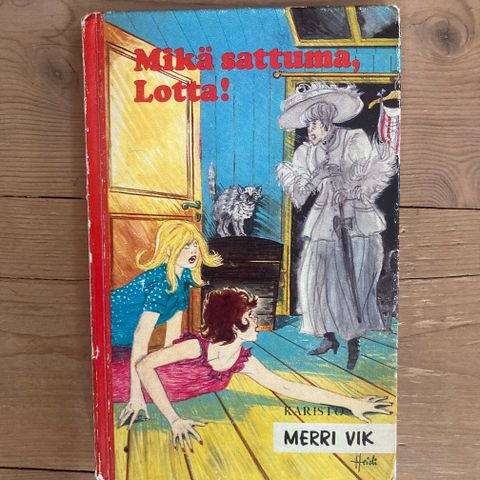 Mikä sattuma,
Lotta!
KARISTO
MERRI VIK
Heidi